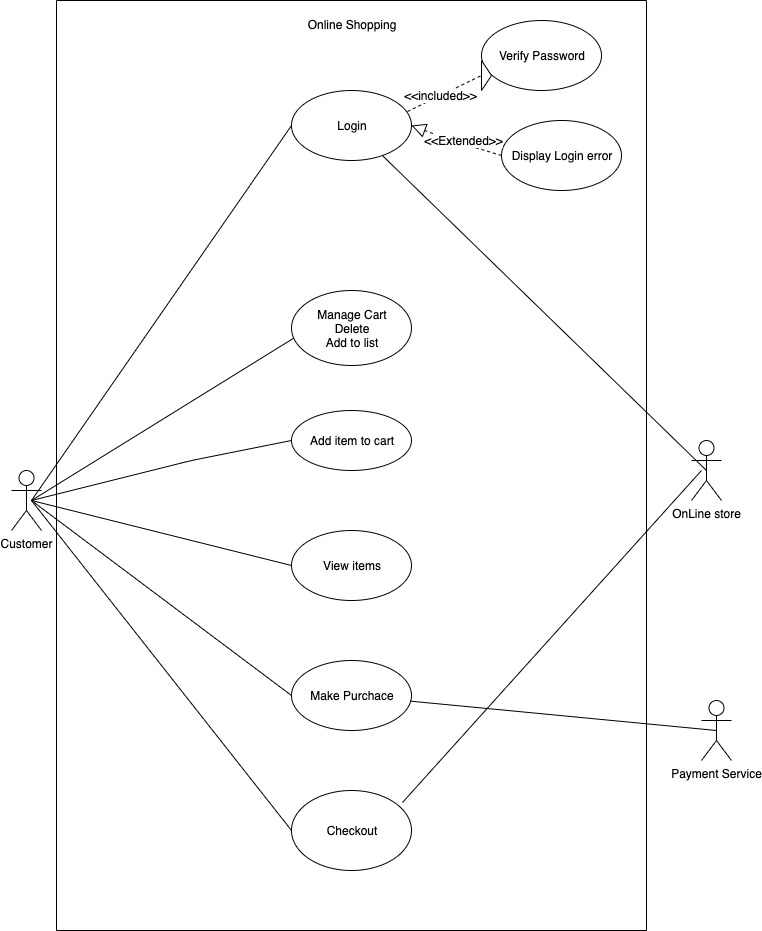 Online Shopping
Verify Password
<<included>>
Login
<<Extended>>
Display Login error
Manage Cart
Delete
Add to list
Add item to cart
OnLine store
Customer
View items
Make Purchace
Payment Service
Checkout